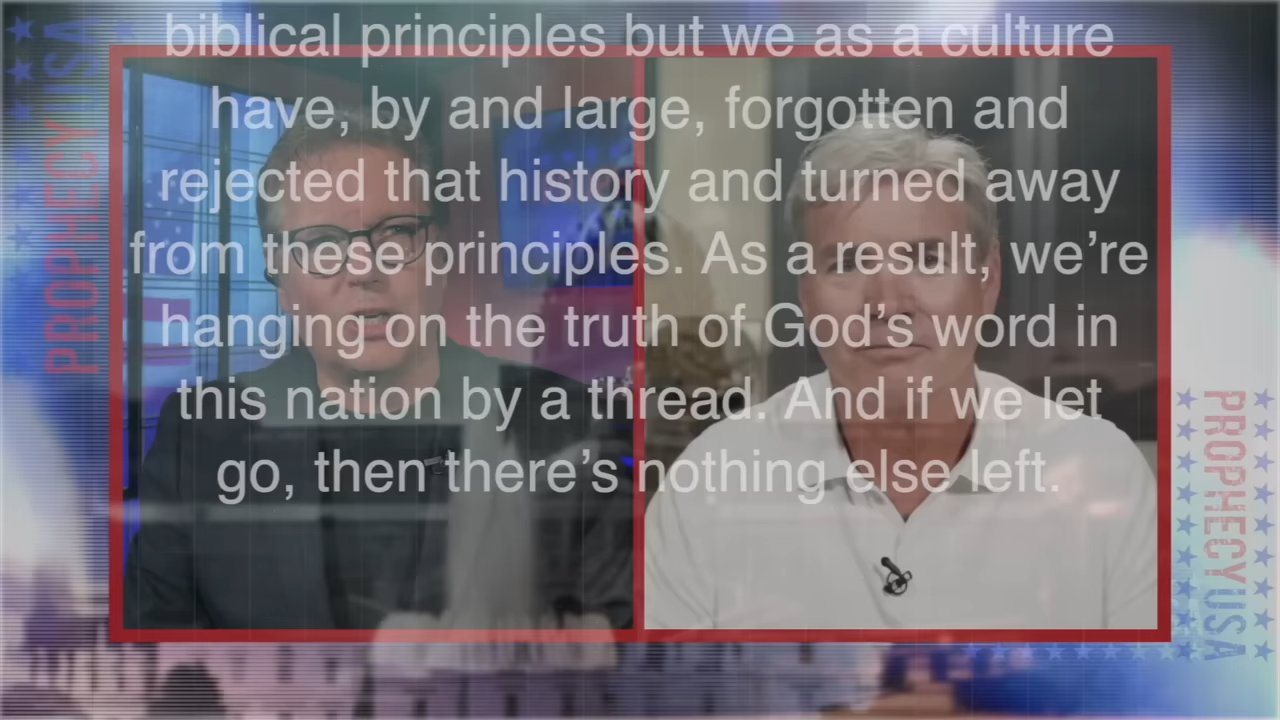 biblical principles but we as a culture
have, by and large, forgotten and
rejected that history and turned away
from these principles. As a result, we’re
hanging on the truth of God’s word in
this nation by a thread. And if we let
go, then there’s nothing else left.
PROPHECY USA
PROPHECY USA